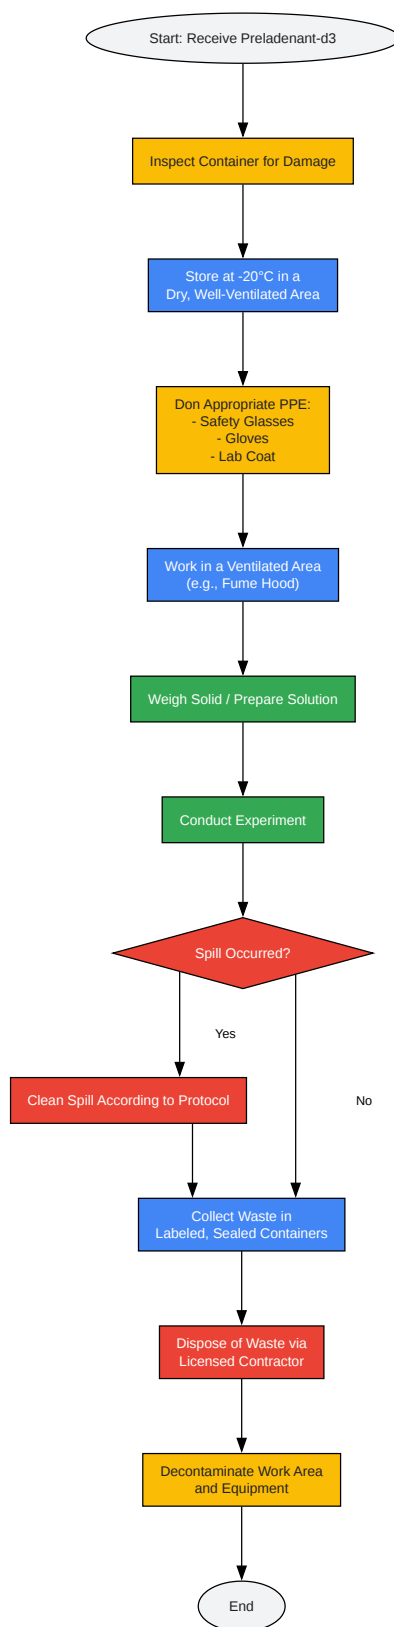 Start: Receive Preladenant-d3
Inspect Container for Damage
Store at -20°C in a
Dry, Well-Ventilated Area
Don Appropriate PPE:
- Safety Glasses
- Gloves
- Lab Coat
Work in a Ventilated Area
(e.g., Fume Hood)
Weigh Solid / Prepare Solution
Conduct Experiment
Spill Occurred?
Yes
Clean Spill According to Protocol
No
Collect Waste in
Labeled, Sealed Containers
Dispose of Waste via
Licensed Contractor
Decontaminate Work Area
and Equipment
End